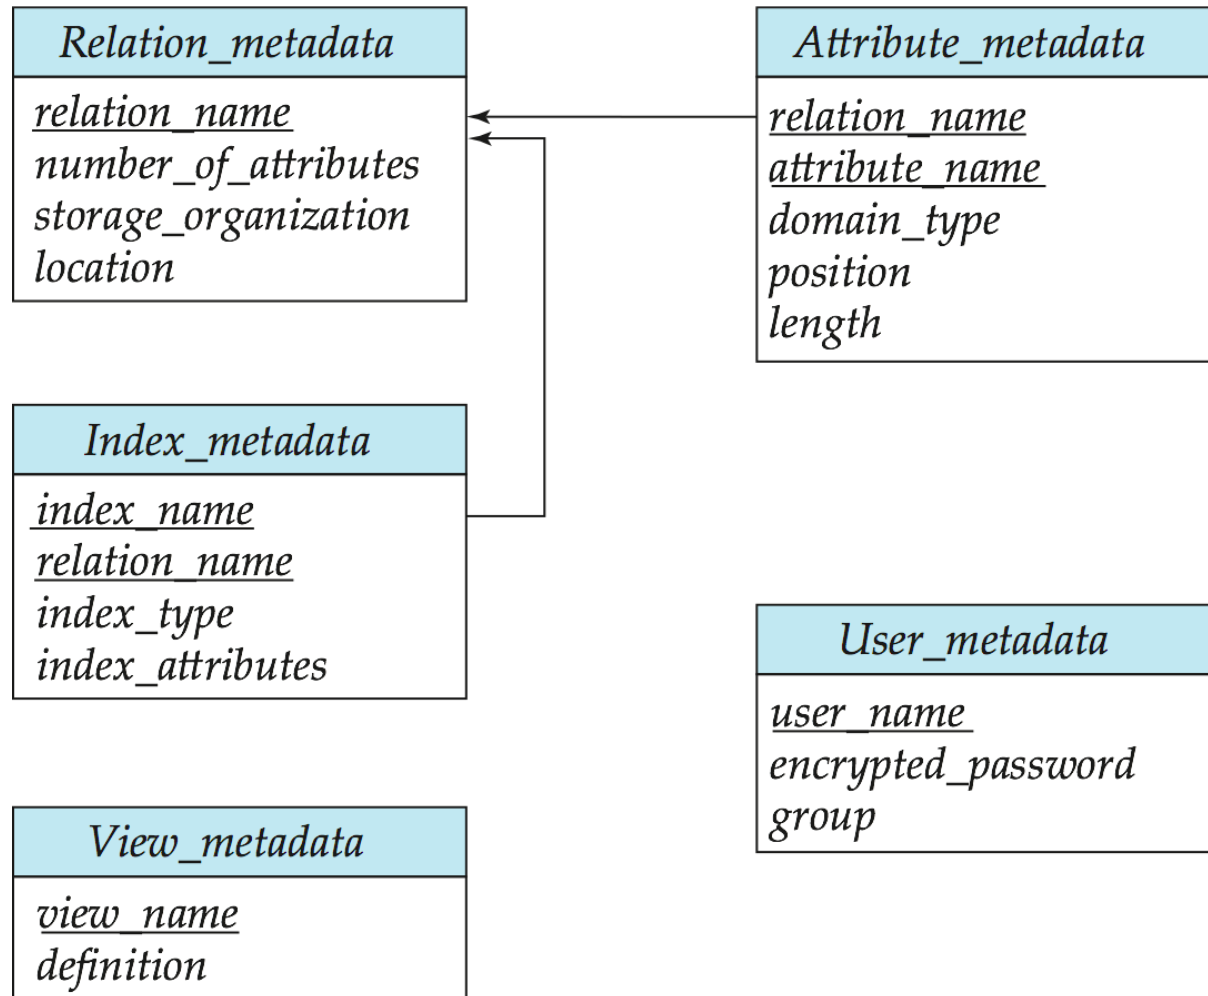 Relation_metadata
relation_name
number_of_attributes
storage_organization
location
Attribute_metadata
relation_name
attribute_name
domain_type
position
length
Index_metadata
index_name
relation_name
index_type
index_attributes
User_metadata
user_name
encrypted_password
group
View_metadata
view_name
definition